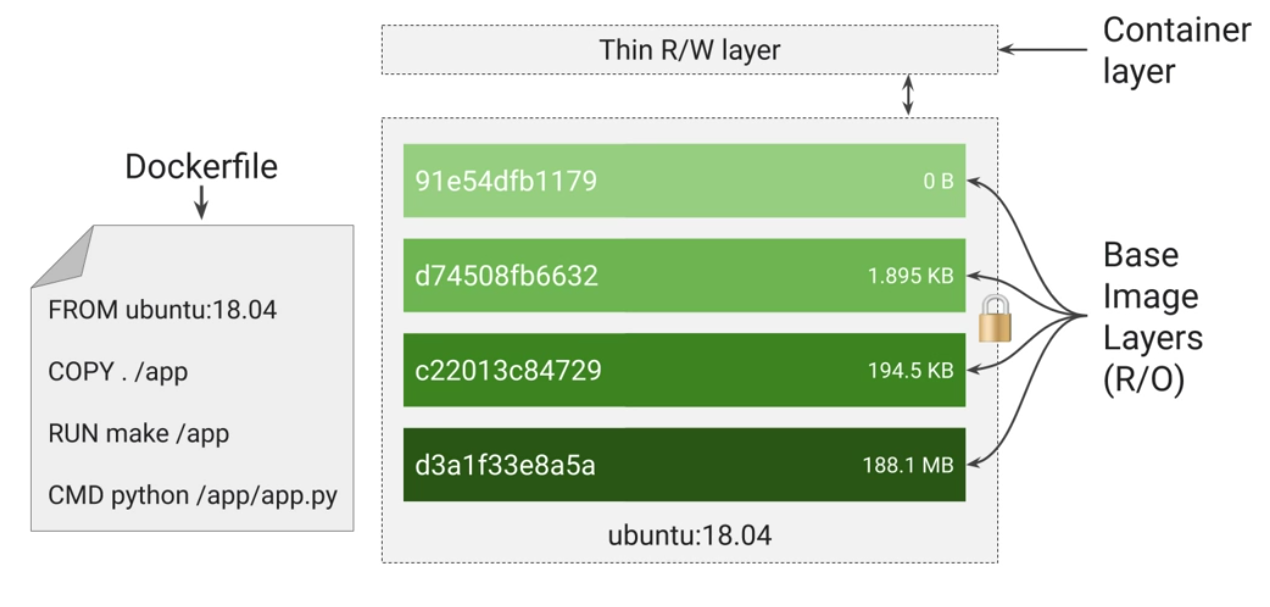 Thin R/W layer
Container
layer
Dockerfile
FROM ubuntu:18.04
COPY . /app
RUN make /app
CMD python /app/app.py
91e54dfb1179 0 B
d74508fb6632 1.895 KB
c22013c84729 194.5 KB
d3a1f33e8a5a 188.1 MB
ubuntu:18.04
Base
Image
Layers
(R/O)